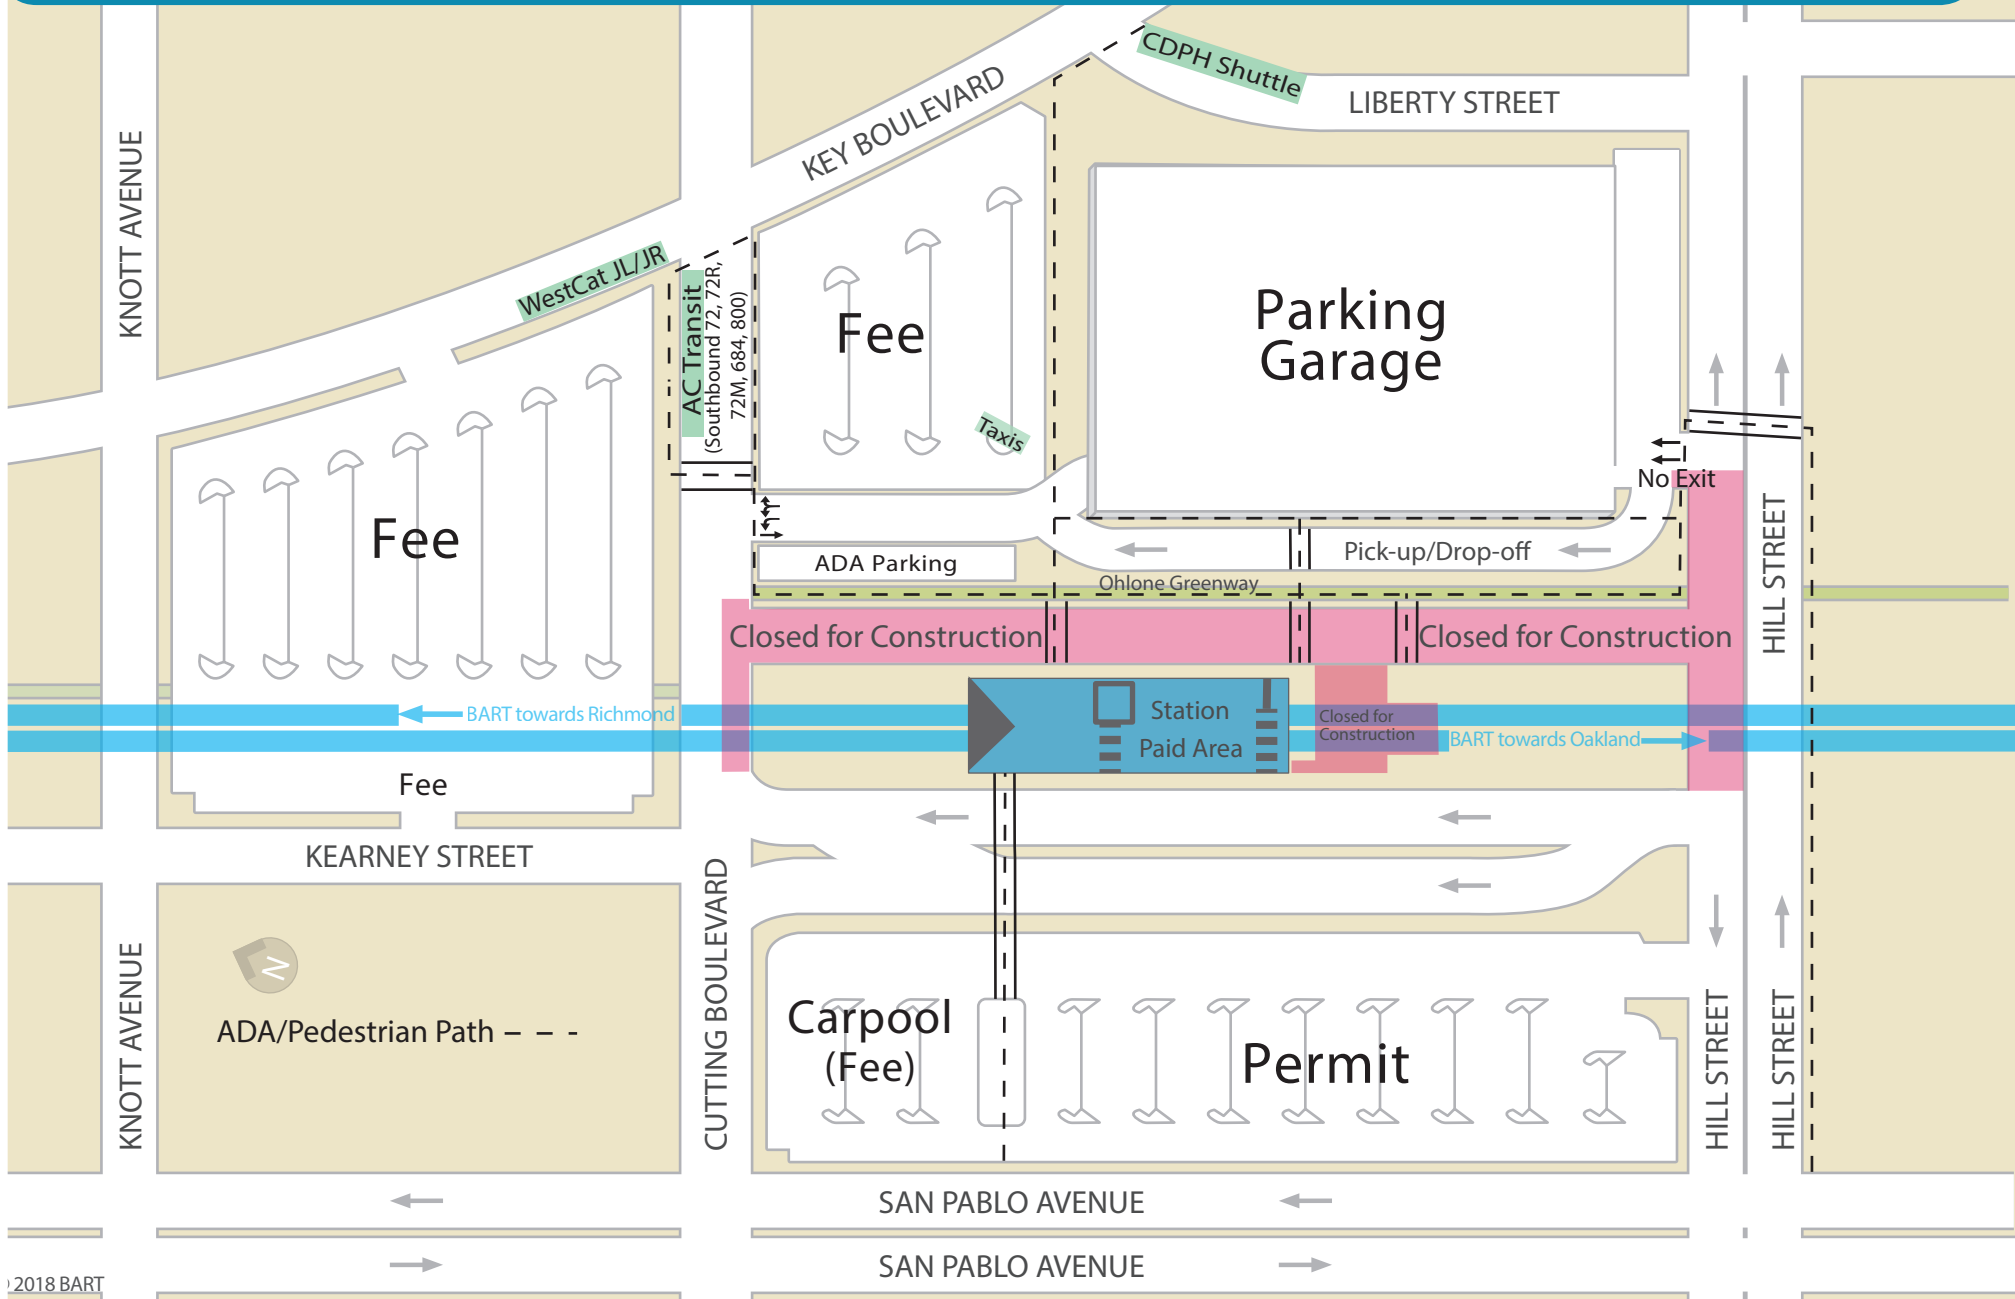 CDPH Shuttle
LIBERTY STREET
KEY BOULEVARD
KNOTT AVENUE
WestCat JL/JR
AC Transit
(Southbound 72, 72R,
72M, 684, 800)
Fee
Taxis
Parking
Garage
No Exit
Fee
ADA Parking
Pick-up/Drop-off
Ohlone Greenway
HILL STREET
Closed for Construction
Closed for Construction
BART towards Richmond
Station
Paid Area
Closed for
Construction
BART towards Oakland
Fee
KEARNEY STREET
CUTTING BOULEVARD
KNOTT AVENUE
N
ADA/Pedestrian Path - - -
Carpool
(Fee)
Permit
HILL STREET
HILL STREET
SAN PABLO AVENUE
SAN PABLO AVENUE
2018 BART